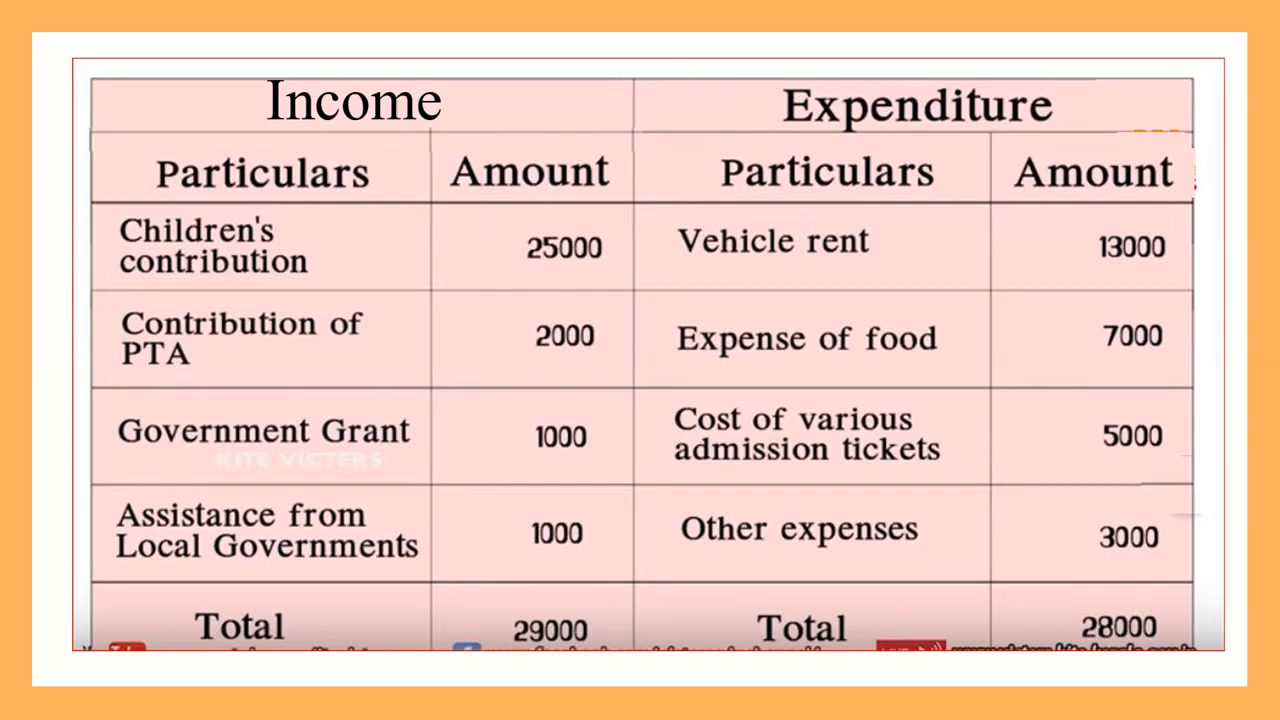 Income Expenditure
Particulars Amount Particulars Amount
Children's
contribution 25000 Vehicle rent 13000
Contribution of
PTA 2000 Expense of food 7000
Government Grant 1000 Cost of various
admission tickets 5000
KITE VICTERS
Assistance from
Local Governments 1000 Other expenses 3000
Total 29000 Total 28000